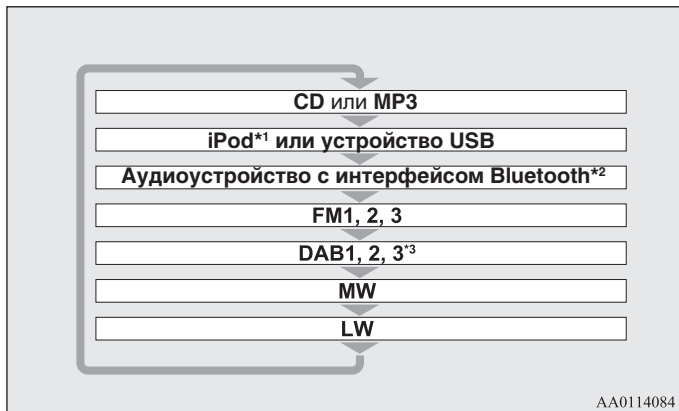 CD или MP3
iPod*1 или устройство USB
Аудиоустройство с интерфейсом Bluetooth*2
FM1, 2, 3
DAB1, 2, 3*3
MW
LW
AA0114084